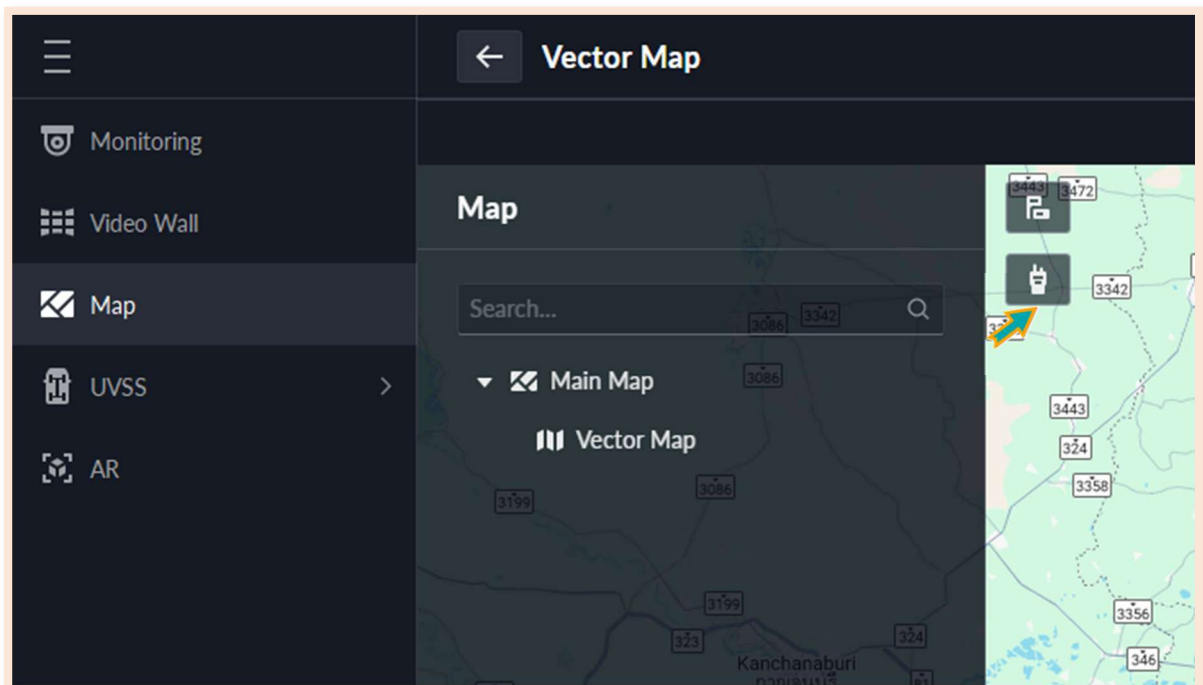 Vector Map
Monitoring
Video Wall
Map
UVSS
AR
Map
Search...
Main Map
Vector Map
3086
3342
3086
3086
3199
3199
323
324
Kanchanaburi
3443
3472
3342
3443
324
3358
3356
346